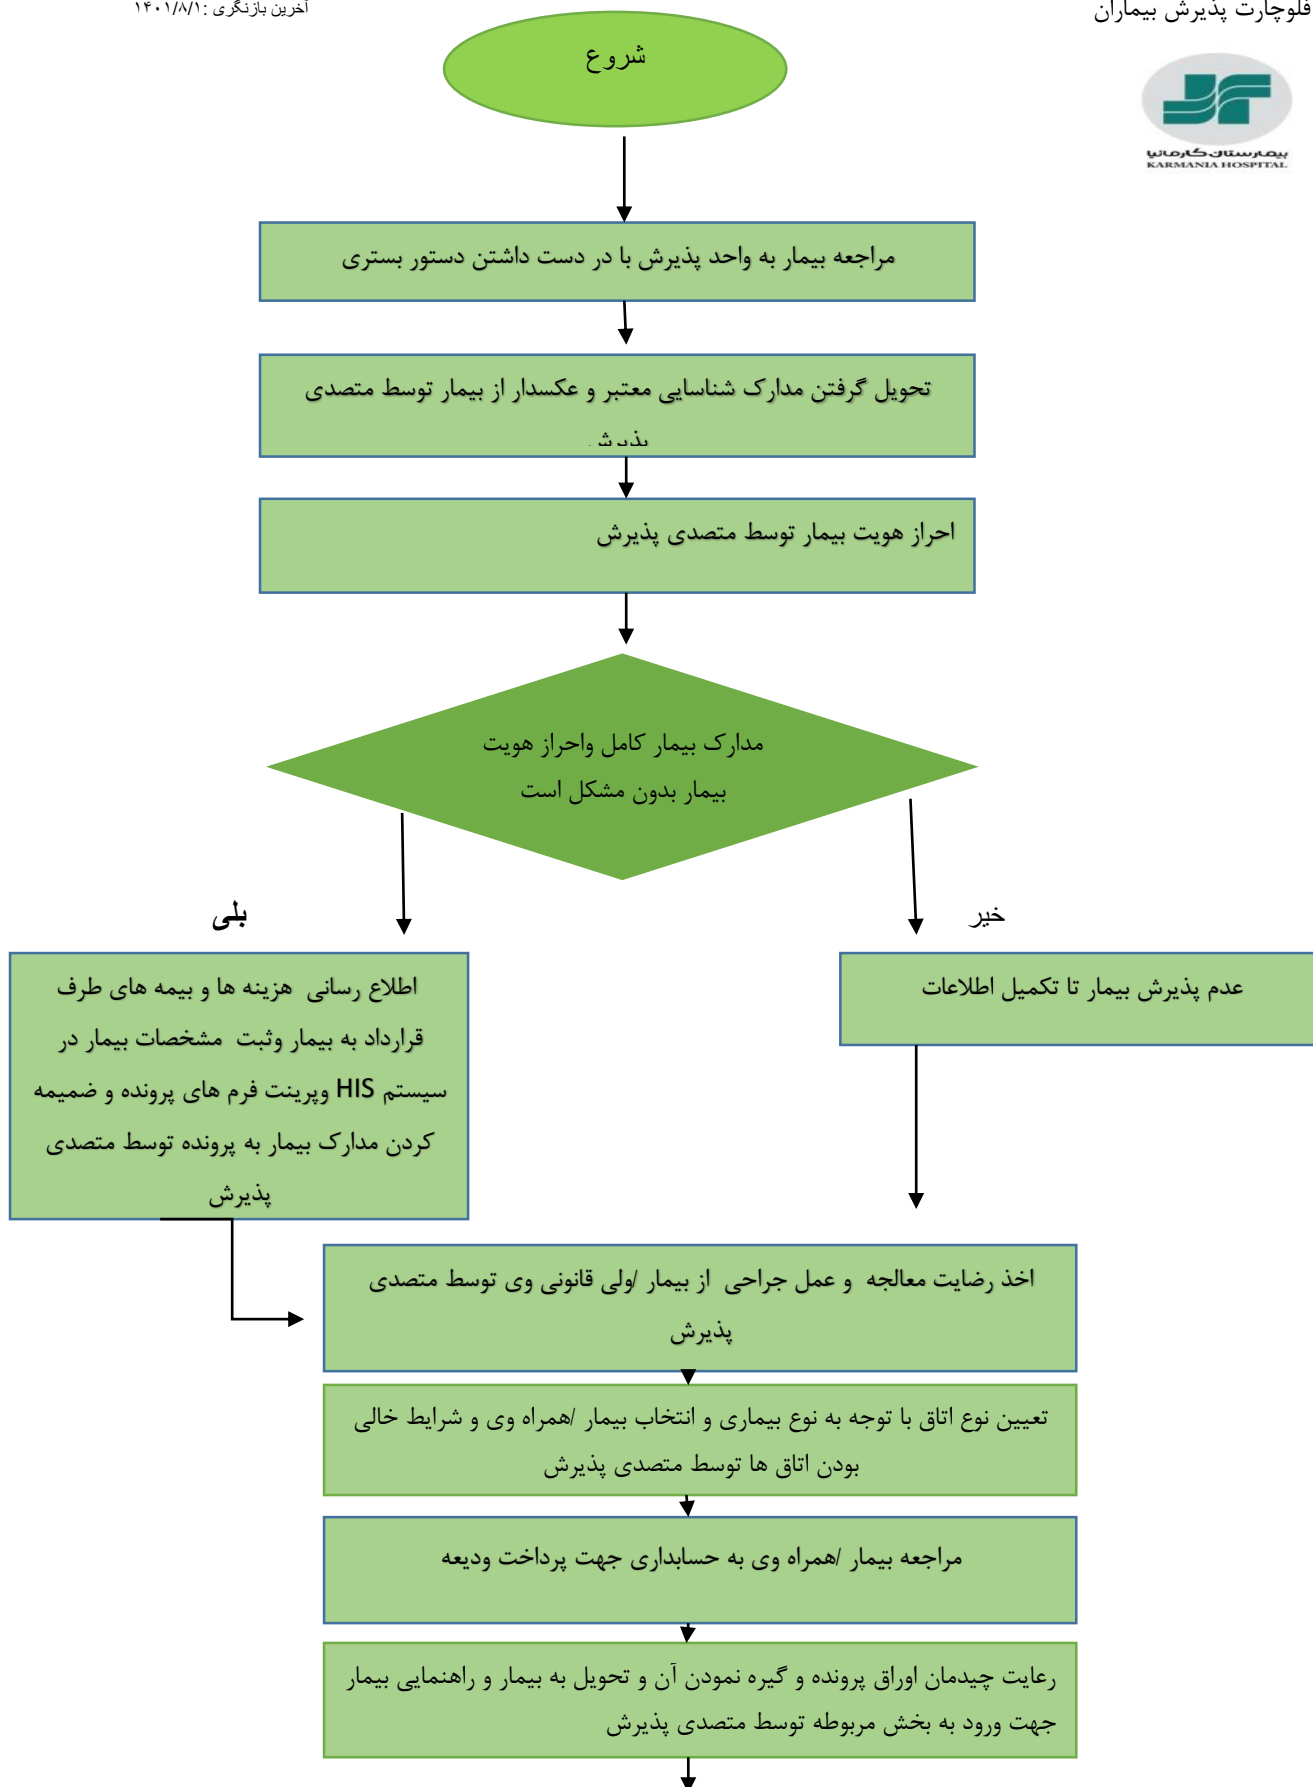 فلوچارت پذیرش بیماران
آخرین بازنگری :۱۴۰۱/۸/۱
بیمارستان کارمانیا
KARMANIA HOSPITAL
شروع
مراجعه بیمار به واحد پذیرش با در دست داشتن دستور بستری
تحویل گرفتن مدارک شناسایی معتبر و عکسدار از بیمار توسط متصدی
پذیرش
احراز هویت بیمار توسط متصدی پذیرش
مدارک بیمار کامل واحراز هویت
بیمار بدون مشکل است
خیر
بلی
عدم پذیرش بیمار تا تکمیل اطلاعات
اطلاع رسانی هزینه ها و بیمه های طرف
قرارداد به بیمار وثبت مشخصات بیمار در
سیستم HIS وپرینت فرم های پرونده و ضمیمه
کردن مدارک بیمار به پرونده توسط متصدی
پذیرش
اخذ رضایت معالجه و عمل جراحی از بیمار /ولی قانونی وی توسط متصدی
پذیرش
تعیین نوع اتاق با توجه به نوع بیماری و انتخاب بیمار /همراه وی و شرایط خالی
بودن اتاق ها توسط متصدی پذیرش
مراجعه بیمار /همراه وی به حسابداری جهت پرداخت ودیعه
رعایت چیدمان اوراق پرونده و گیره نمودن آن و تحویل به بیمار و راهنمایی بیمار
جهت ورود به بخش مربوطه توسط متصدی پذیرش